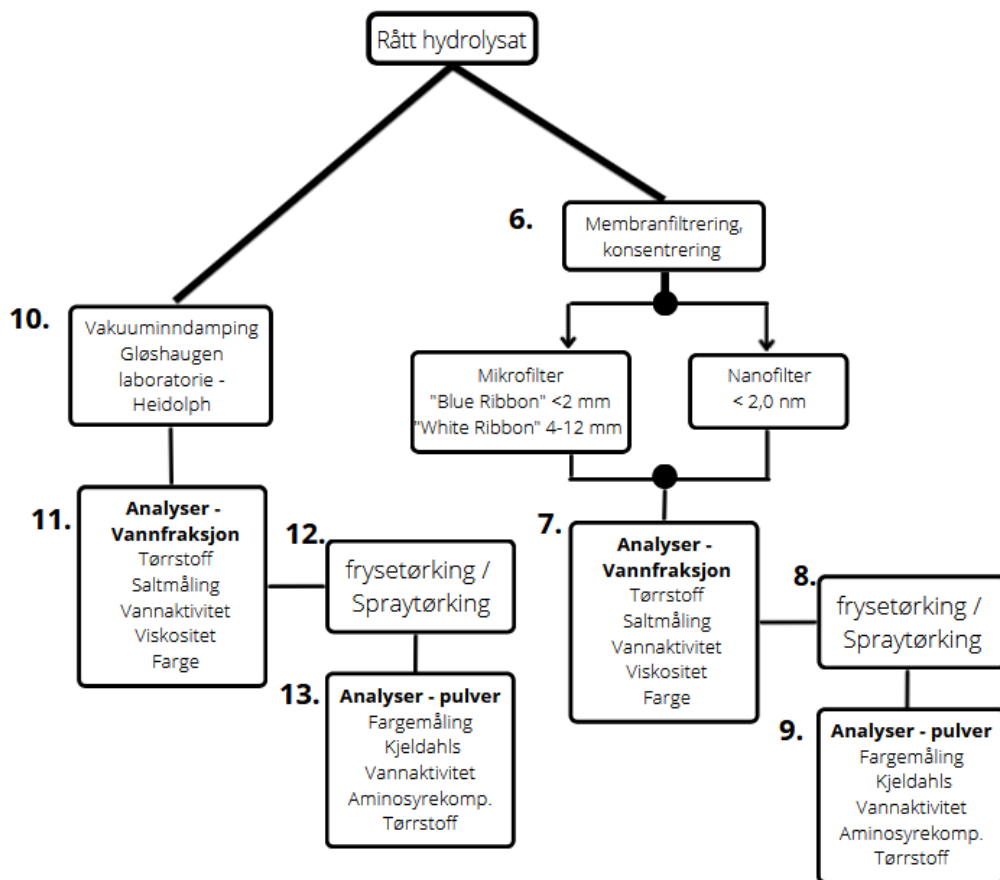 Rått hydrolysat
6.
Membranfiltrering,
konsentrering
10.
Vakuuminndamping
Gløshaugen
laboratorie -
Heidolph
Mikrofilter
"Blue Ribbon" <2 mm
"White Ribbon" 4-12 mm
Nanofilter
< 2,0 nm
11.
Analyser -
Vannfraksjon
Tørrstoff
Saltmåling
Vannaktivitet
Viskositet
Farge
12.
frysetørking /
Spraytørking
13.
Analyser - pulver
Fargemåling
Kjeldahls
Vannaktivitet
Aminosyrekomp.
Tørrstoff
7.
Analyser -
Vannfraksjon
Tørrstoff
Saltmåling
Vannaktivitet
Viskositet
Farge
8.
frysetørking /
Spraytørking
9.
Analyser - pulver
Fargemåling
Kjeldahls
Vannaktivitet
Aminosyrekomp.
Tørrstoff